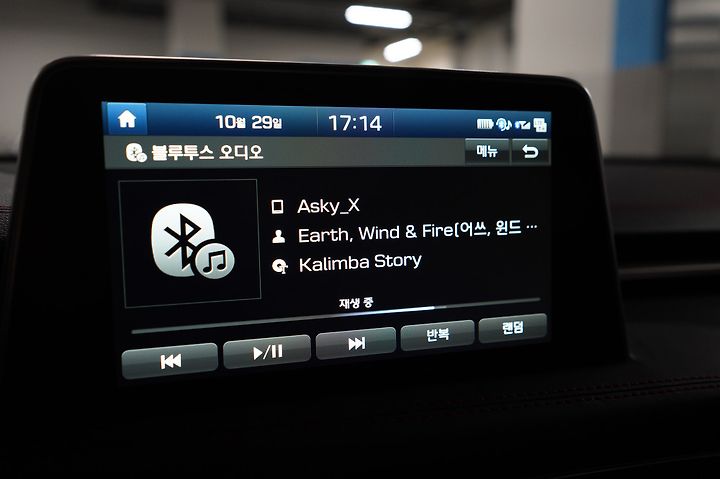 10월 29일 17:14
블루투스 오디오 메뉴
Asky_X
Earth, Wind & Fire[어쓰, 윈드 ···
Kalimba Story
재생 중
반복 랜덤